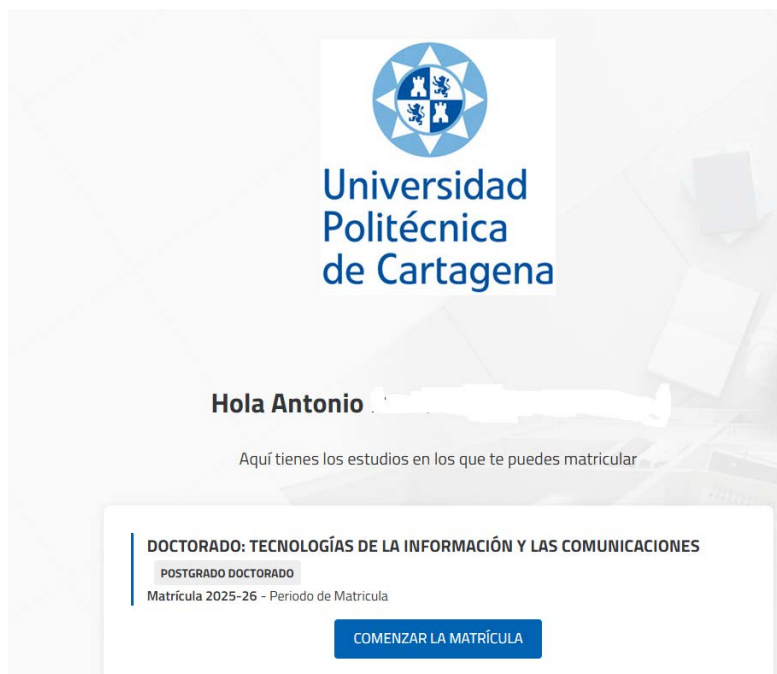 Universidad
Politécnica
de Cartagena
Hola Antonio
Aquí tienes los estudios en los que te puedes matricular
DOCTORADO: TECNOLOGÍAS DE LA INFORMACIÓN Y LAS COMUNICACIONES
POSTGRADO DOCTORADO
Matrícula 2025-26 - Periodo de Matricula
COMENZAR LA MATRÍCULA